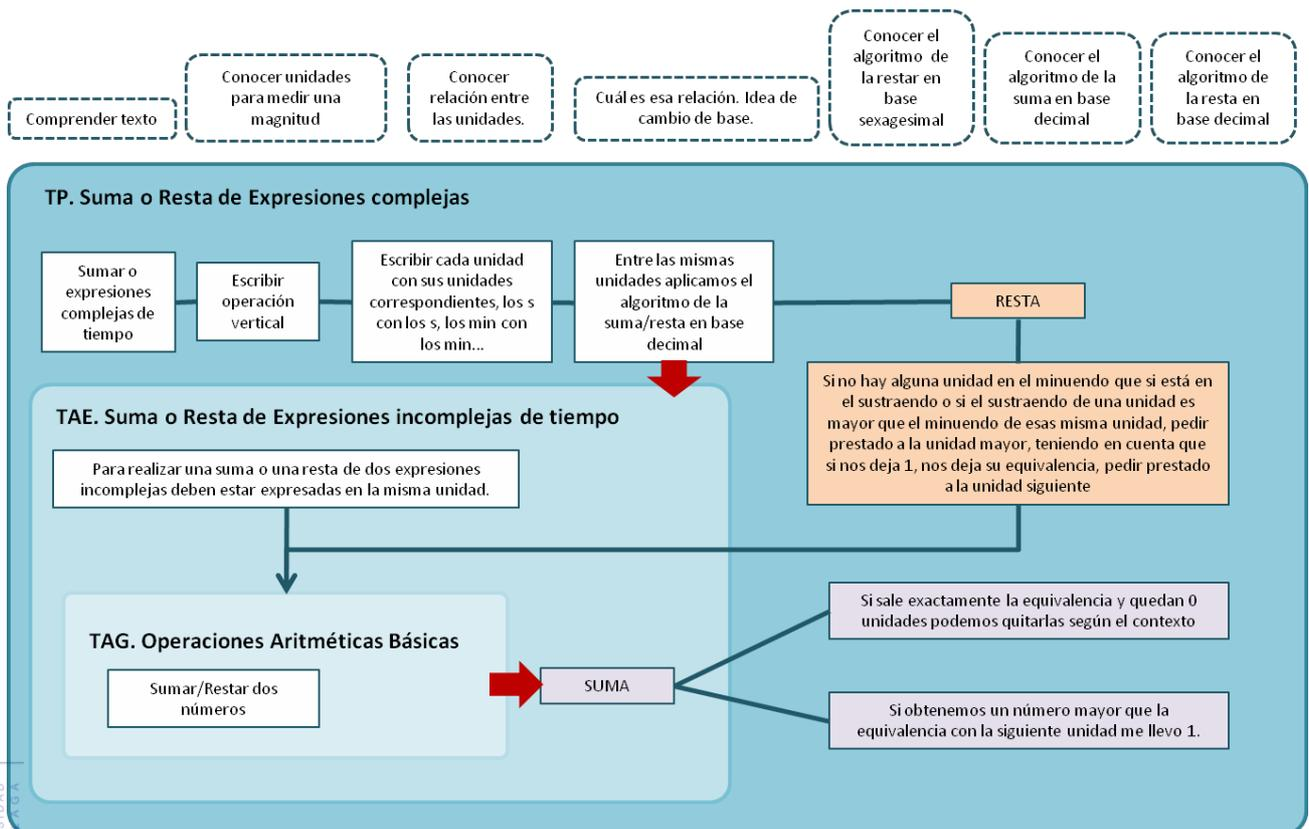 Comprender texto
Conocer unidades
para medir una
magnitud
Conocer
relación entre
las unidades.
Cuál es esa relación. Idea de
cambio de base.
Conocer el
algoritmo de
la restar en
base
sexagesimal
Conocer el
algoritmo de la
suma en base
decimal
Conocer el
algoritmo de
la resta en
base decimal
TP. Suma o Resta de Expresiones complejas
Sumar o
expresiones
complejas de
tiempo
Escribir
operación
vertical
Escribir cada unidad
con sus unidades
correspondientes, los s
con los s, los min con
los min...
Entre las mismas
unidades aplicamos el
algoritmo de la
suma/resta en base
decimal
RESTA
Si no hay alguna unidad en el minuendo que si está en
el sustraendo o si el sustraendo de una unidad es
mayor que el minuendo de esas misma unidad, pedir
prestado a la unidad mayor, teniendo en cuenta que
si nos deja 1, nos deja su equivalencia, pedir prestado
a la unidad siguiente
TAE. Suma o Resta de Expresiones incomplejas de tiempo
Para realizar una suma o una resta de dos expresiones
incomplejas deben estar expresadas en la misma unidad.
TAG. Operaciones Aritméticas Básicas
Sumar/Restar dos
números
SUMA
Si sale exactamente la equivalencia y quedan 0
unidades podemos quitarlas según el contexto
Si obtenemos un número mayor que la
equivalencia con la siguiente unidad me llevo 1.